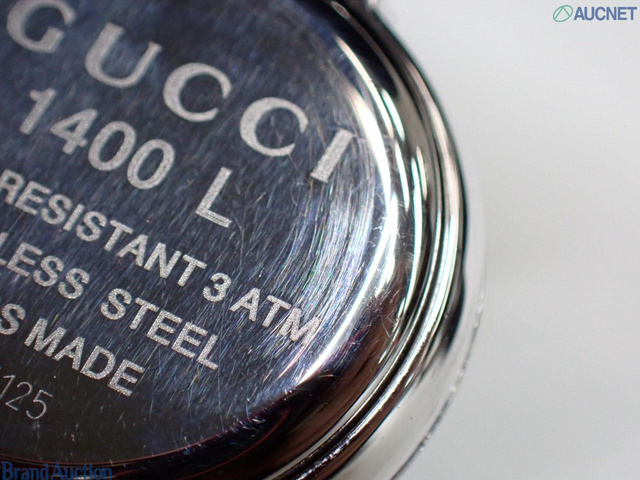 AUCNET
GUCCI
1400 L
RESISTANT 3 ATM
LESS STEEL
S MADE
125
Brand Auction